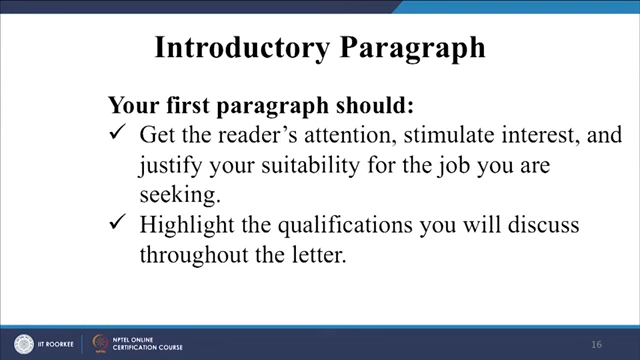 Introductory Paragraph
Your first paragraph should:
✓ Get the reader's attention, stimulate interest, and
justify your suitability for the job you are
seeking.
✓ Highlight the qualifications you will discuss
throughout the letter.
IIT ROORKEE
NPTEL ONLINE
CERTIFICATION COURSE
16